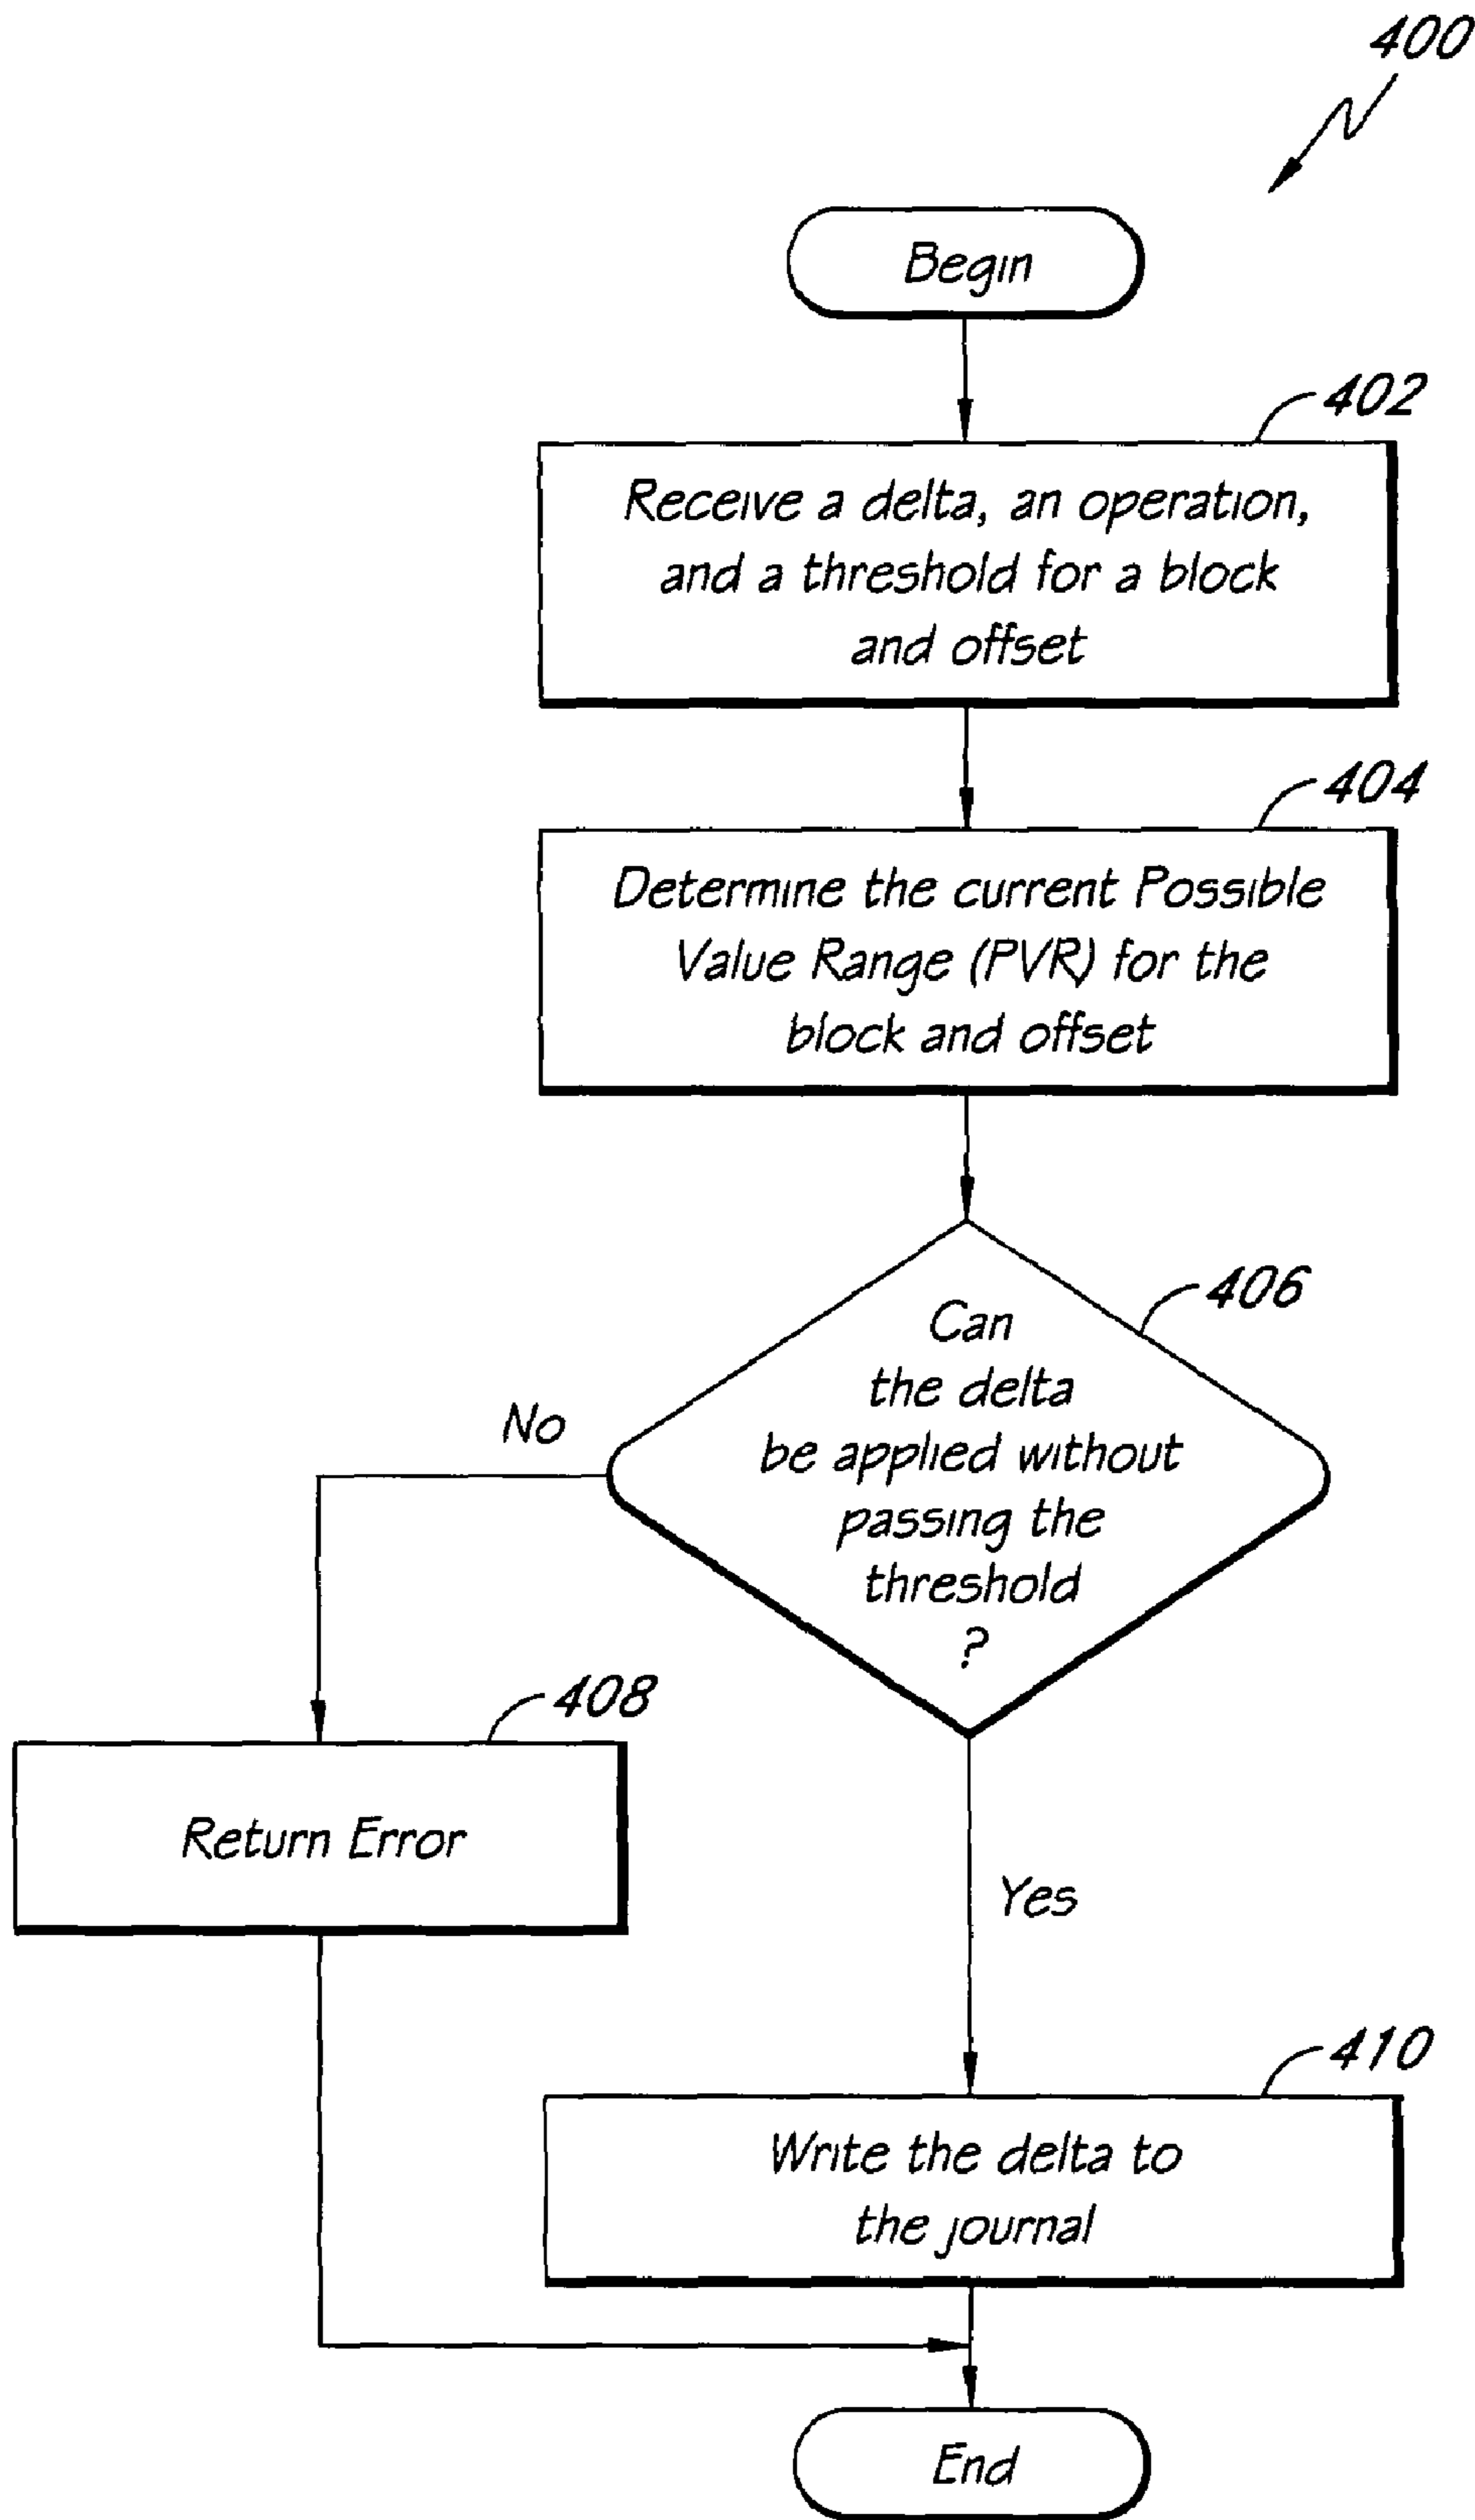 400
Begin
402
Receive a delta, an operation,
and a threshold for a block
and offset
404
Determine the current Possible
Value Range (PVR) for the
block and offset
406
Can
the delta
be applied without
passing the
threshold
?
No
408
Return Error
Yes
410
Write the delta to
the journal
End